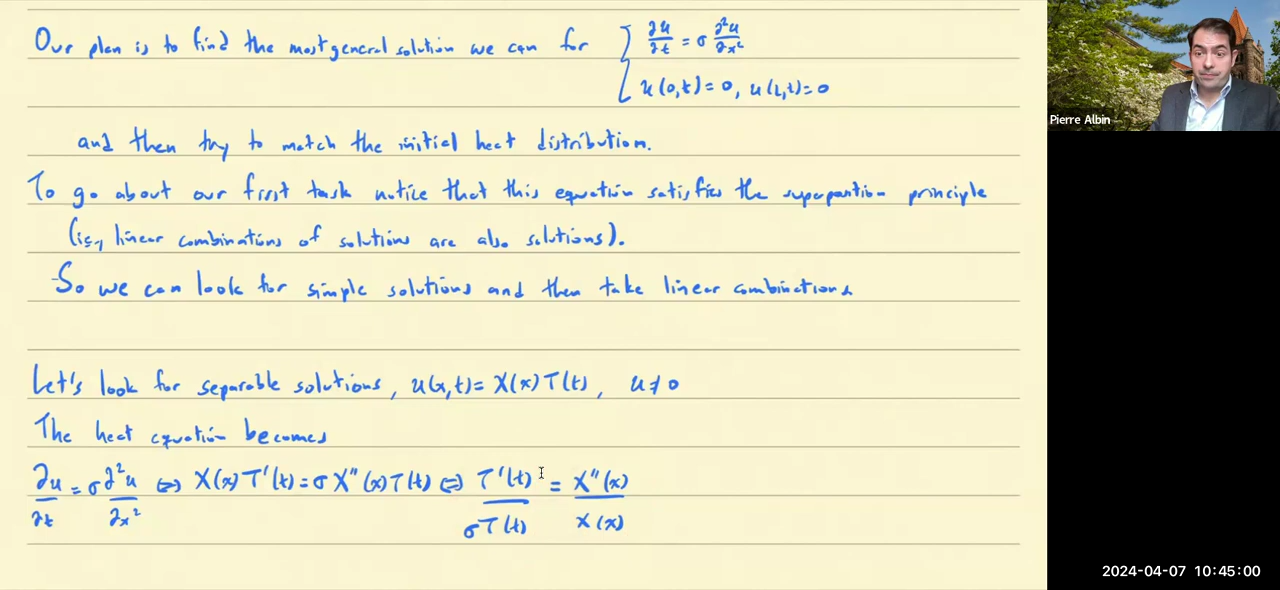 Our plan is to find the most general solution we can for { ∂u/∂t = σ ∂²u/∂x²
u(0,t)=0, u(L,t)=0
and then try to match the initial heat distribution.
To go about our first task notice that this equation satisfies the superposition principle
(ie, linear combinations of solutions are also solutions).
So we can look for simple solutions and then take linear combinations
Let's look for separable solutions, u(x,t)= X(x)T(t), u≠0
The heat equation becomes
∂u/∂t = σ ∂²u/∂x² ⇔ X(x)T'(t)=σX''(x)T(t) ⇔ T'(t)/σT(t) = X''(x)/X(x)
Pierre Albin
2024-04-07 10:45:00